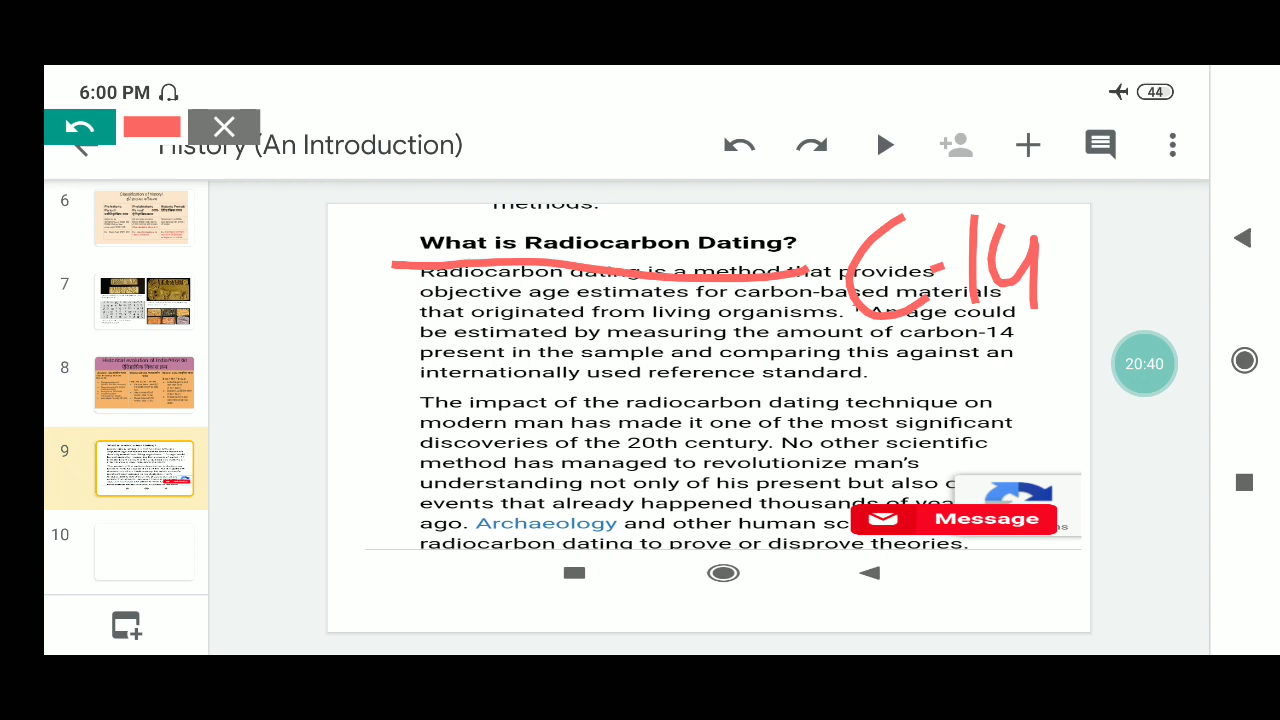 6:00 PM
44
History (An Introduction)
6
7
8
9
10
methods.
What is Radiocarbon Dating?
C-14
Radiocarbon dating is a method that provides
objective age estimates for carbon-based materials
that originated from living organisms. An age could
be estimated by measuring the amount of carbon-14
present in the sample and comparing this against an
internationally used reference standard.
The impact of the radiocarbon dating technique on
modern man has made it one of the most significant
discoveries of the 20th century. No other scientific
method has managed to revolutionize man's
understanding not only of his present but also
events that already happened thousands of
ago. Archaeology and other human
radiocarbon dating to prove or disprove theories.
Message
20:40